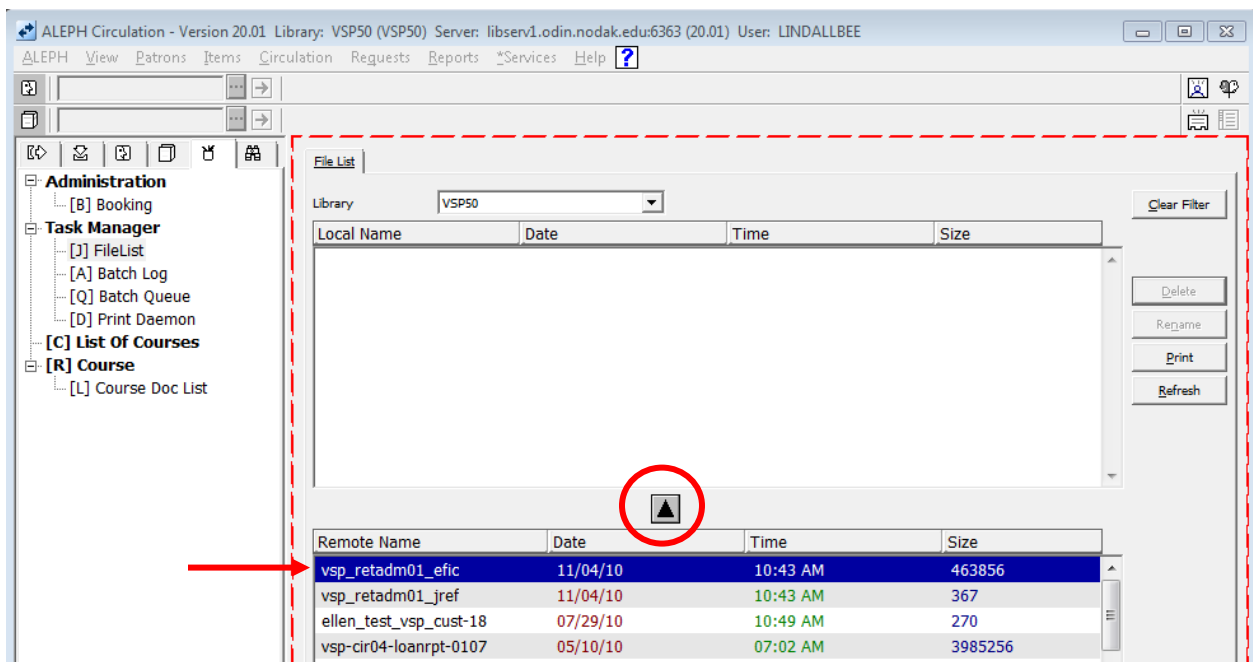 ALEPH Circulation - Version 20.01 Library: VSP50 (VSP50) Server: libserv1.odin.nodak.edu:6363 (20.01) User: LINDALLBEE
ALEPH View Patrons Items Circulation Requests Reports *Services Help ?
File List
Administration
[B] Booking
Task Manager
[J] FileList
[A] Batch Log
[Q] Batch Queue
[D] Print Daemon
[C] List Of Courses
[R] Course
[L] Course Doc List
Library VSP50 Clear Filter
Local Name Date Time Size
Delete
Rename
Print
Refresh
Remote Name Date Time Size
vsp_retadm01_efic 11/04/10 10:43 AM 463856
vsp_retadm01_jref 11/04/10 10:43 AM 367
ellen_test_vsp_cust-18 07/29/10 10:49 AM 270
vsp-cir04-loanrpt-0107 05/10/10 07:02 AM 3985256